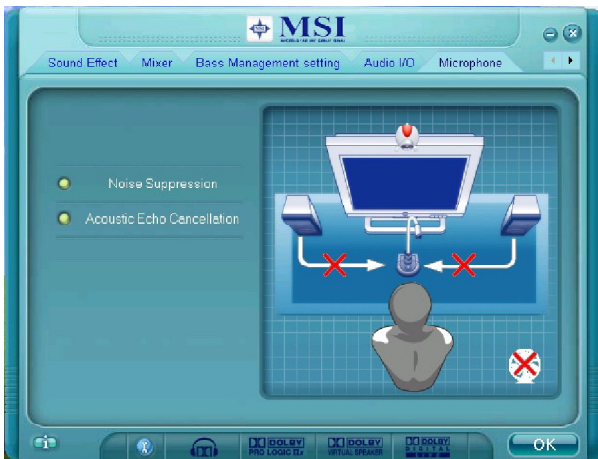 MSI
Sound Effect Mixer Bass Management setting Audio I/O Microphone
Noise Suppression
Acoustic Echo Cancellation
DOLBY
PRO LOGIC IIx
DOLBY
VIRTUAL SPEAKER
DOLBY
DIGITAL
OK